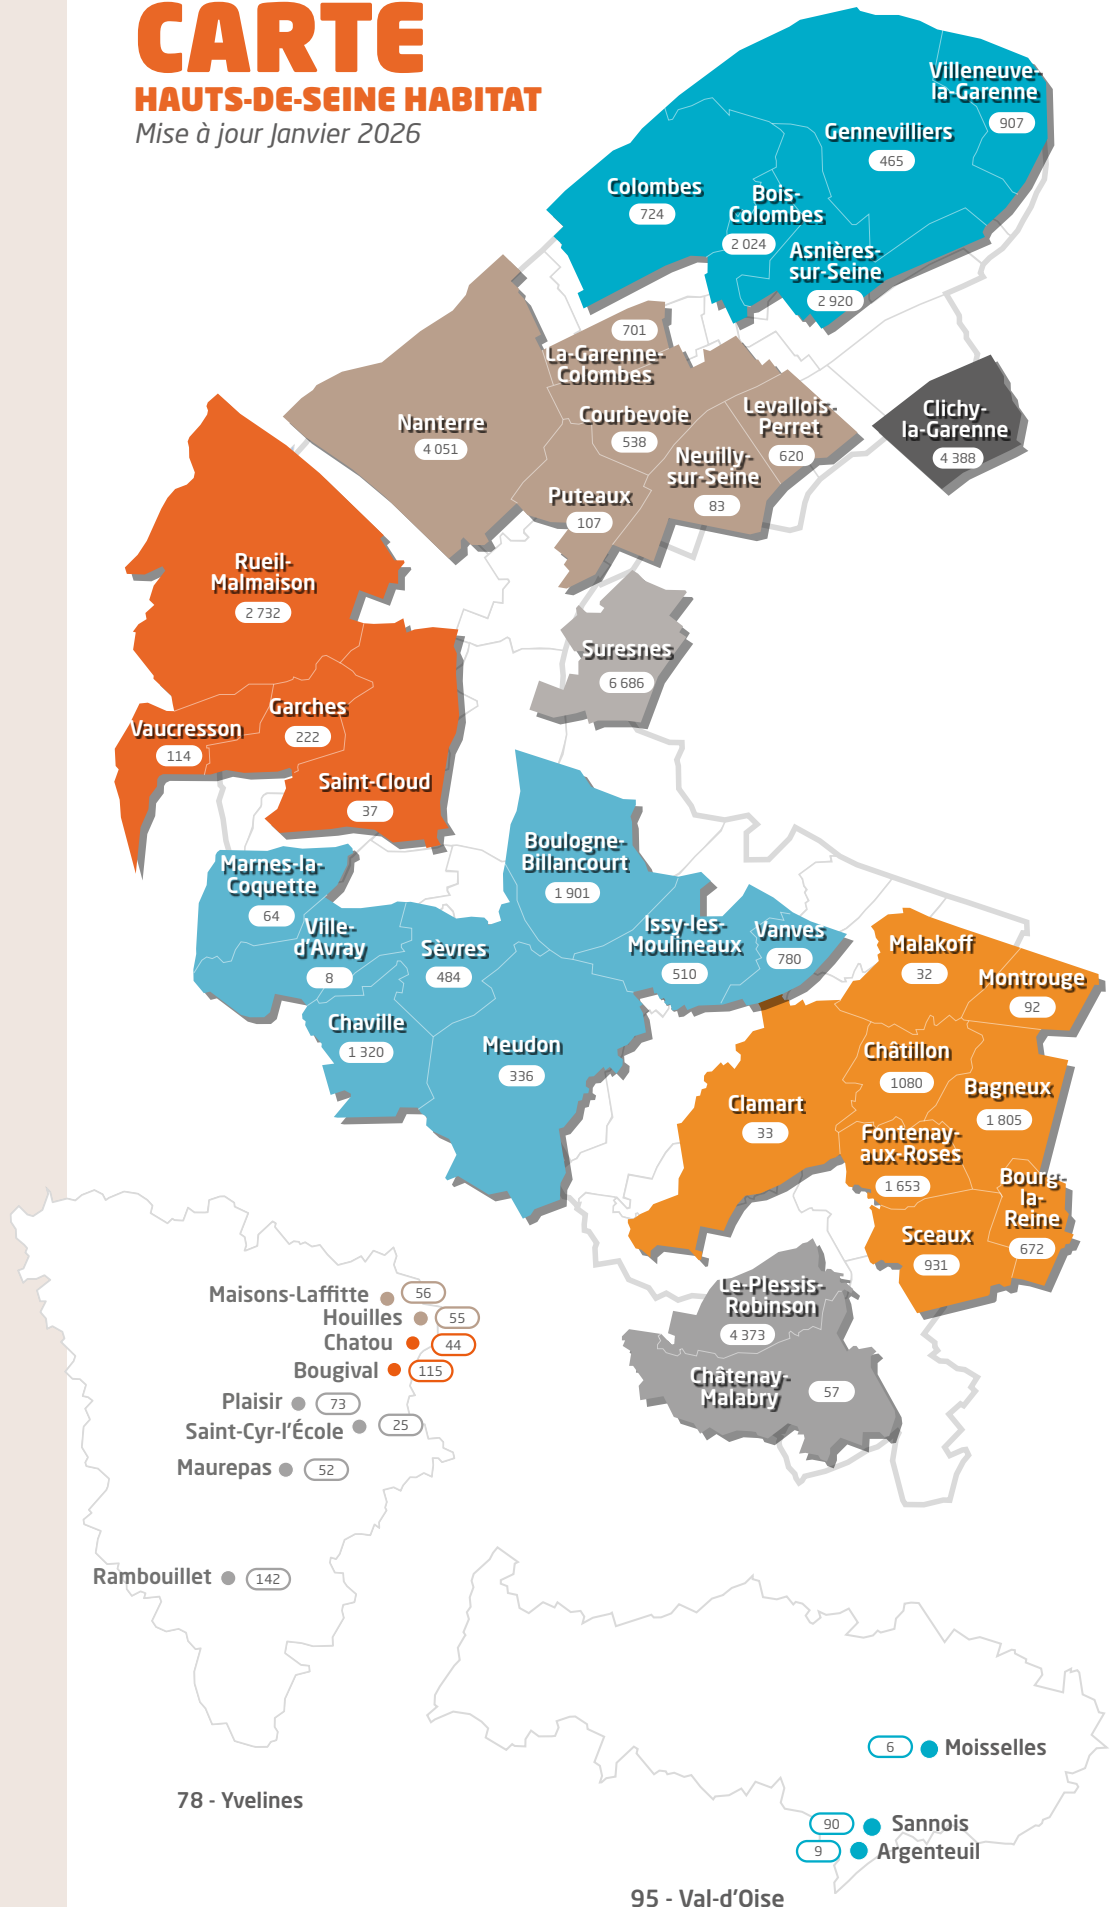 CARTE
HAUTS-DE-SEINE HABITAT
Mise à jour Janvier 2026
Villeneuve-
la-Garenne
907
Gennevilliers
465
Colombes
724
Bois-
Colombes
2 024
Asnières-
sur-Seine
2 920
701
La-Garenne-
Colombes
Nanterre
4 051
Courbevoie
538
Levallois-
Perret
620
Clichy-
la-Garenne
4 388
Neuilly-
sur-Seine
83
Puteaux
107
Rueil-
Malmaison
2 732
Suresnes
6 686
Garches
222
Vaucresson
114
Saint-Cloud
37
Boulogne-
Billancourt
1 901
Marnes-la-
Coquette
64
Ville-
d'Avray
8
Sèvres
484
Issy-les-
Moulineaux
510
Vanves
780
Malakoff
32
Montrouge
92
Chaville
1 320
Meudon
336
Châtillon
1080
Bagneux
1 805
Clamart
33
Fontenay-
aux-Roses
1 653
Bourg-
la-
Reine
672
Sceaux
931
Le-Plessis-
Robinson
4 373
Châtenay-
Malabry
57
Maisons-Laffitte
56
Houilles
55
Chatou
44
Bougival
115
Plaisir
73
Saint-Cyr-l'École
25
Maurepas
52
Rambouillet
142
6
Moisselles
78 - Yvelines
90
Sannois
9
Argenteuil
95 - Val-d'Oise